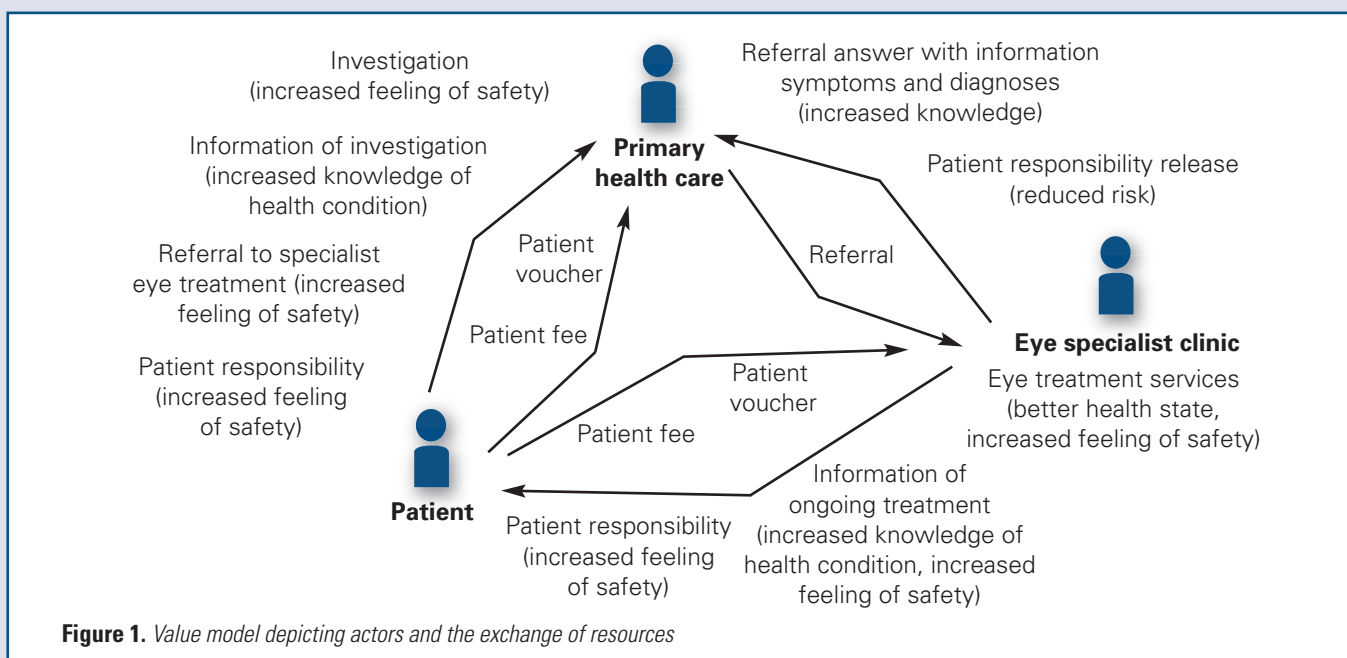 Investigation
(increased feeling of safety)
Information of investigation
(increased knowledge of
health condition)
Referral to specialist
eye treatment (increased
feeling of safety)
Patient responsibility
(increased feeling
of safety)
Primary
health care
Referral answer with information
symptoms and diagnoses
(increased knowledge)
Patient responsibility release
(reduced risk)
Patient
voucher
Patient fee
Referral
Eye specialist clinic
Eye treatment services
(better health state,
increased feeling of safety)
Patient
voucher
Patient fee
Patient
Patient responsibility
(increased feeling
of safety)
Information of
ongoing treatment
(increased knowledge of
health condition, increased
feeling of safety)
Figure 1. Value model depicting actors and the exchange of resources